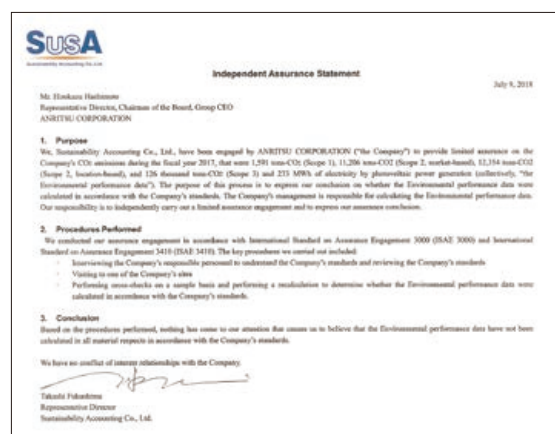 SusA
Sustainability Accounting Co.,Ltd.
Independent Assurance Statement
July 9, 2018
Mr. Hirokazu Hashimoto
Representative Director, Chairman of the Board, Group CEO
ANRITSU CORPORATION
1. Purpose
We, Sustainability Accounting Co., Ltd., have been engaged by ANRITSU CORPORATION ("the Company") to provide limited assurance on the
Company's CO2 emissions during the fiscal year 2017, that were 1,591 tons-CO2 (Scope 1), 11,206 tons-CO2 (Scope 2, market-based), 12,354 tons-CO2
(Scope 2, location-based), and 126 thousand tons-CO2 (Scope 3) and 233 MWh of electricity by photovoltaic power generation (collectively, "the
Environmental performance data"). The purpose of this process is to express our conclusion on whether the Environmental performance data were
calculated in accordance with the Company's standards. The Company's management is responsible for calculating the Environmental performance data.
Our responsibility is to independently carry out a limited assurance engagement and to express our assurance conclusion.
2. Procedures Performed
We conducted our assurance engagement in accordance with International Standard on Assurance Engagement 3000 (ISAE 3000) and International
Standard on Assurance Engagement 3410 (ISAE 3410). The key procedures we carried out included:
· Interviewing the Company's responsible personnel to understand the Company's standards and reviewing the Company's standards
· Visiting to one of the Company's sites
· Performing cross-checks on a sample basis and performing a recalculation to determine whether the Environmental performance data were
calculated in accordance with the Company's standards.
3. Conclusion
Based on the procedures performed, nothing has come to our attention that causes us to believe that the Environmental performance data have not been
calculated in all material respects in accordance with the Company's standards.
We have no conflict of interest relationships with the Company.
Takashi Fukushima
Representative Director
Sustainability Accounting Co., Ltd.